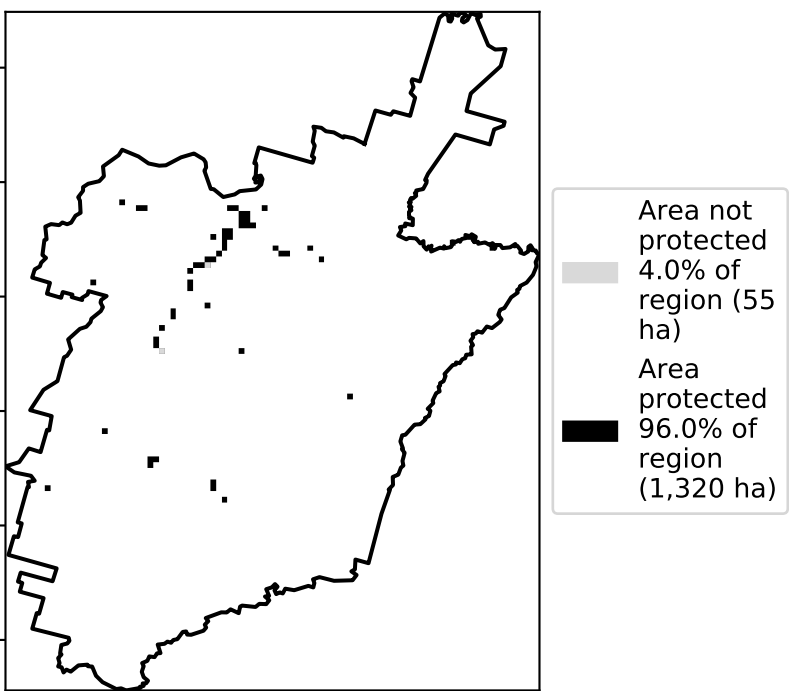 Area not
protected
4.0% of
region (55
ha)
Area
protected
96.0% of
region
(1,320 ha)